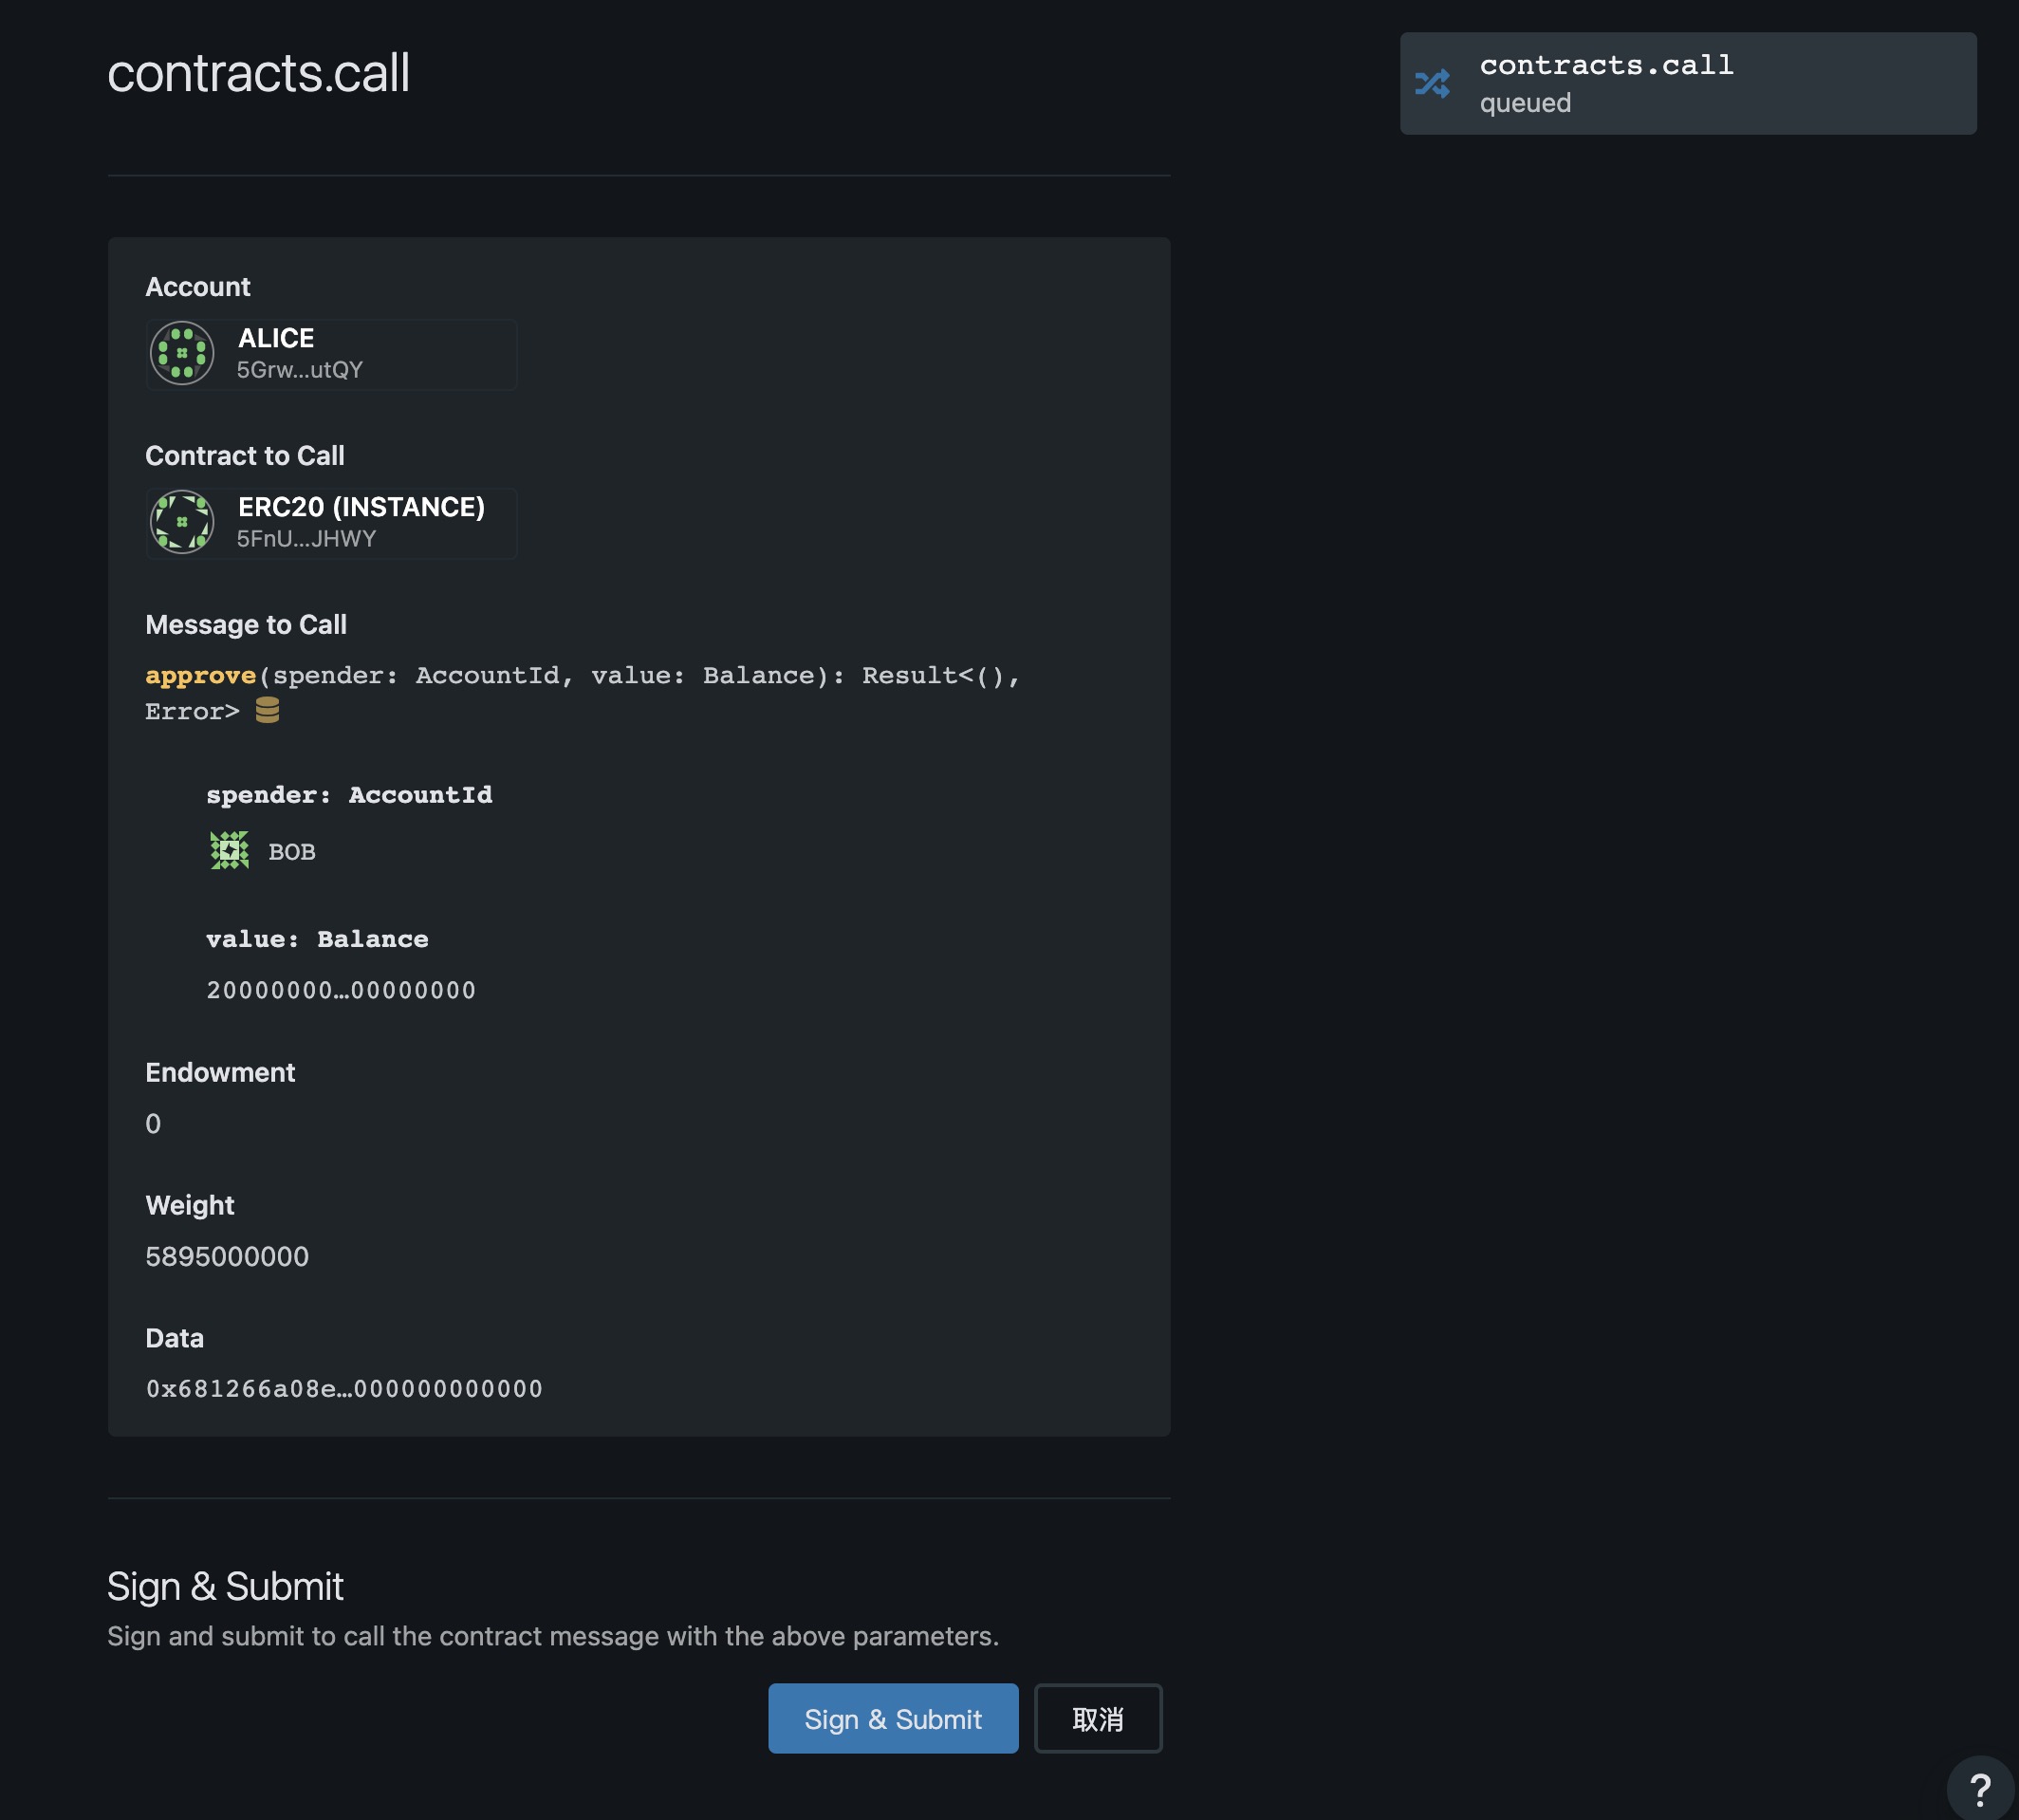 contracts.call
contracts.call
queued
Account
ALICE
5Grw...utQY
Contract to Call
ERC20 (INSTANCE)
5FnU...JHWY
Message to Call
approve(spender: AccountId, value: Balance): Result<(),
Error>
spender: AccountId
BOB
value: Balance
20000000…00000000
Endowment
0
Weight
5895000000
Data
0x681266a08e…000000000000
Sign & Submit
Sign and submit to call the contract message with the above parameters.
Sign & Submit
取消
?